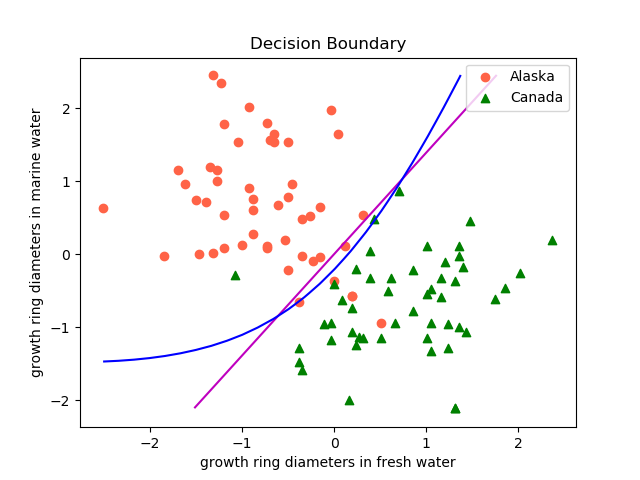 Decision Boundary
Alaska
Canada
growth ring diameters in marine water
2
1
0
−1
−2
−2
−1
0
1
2
growth ring diameters in fresh water